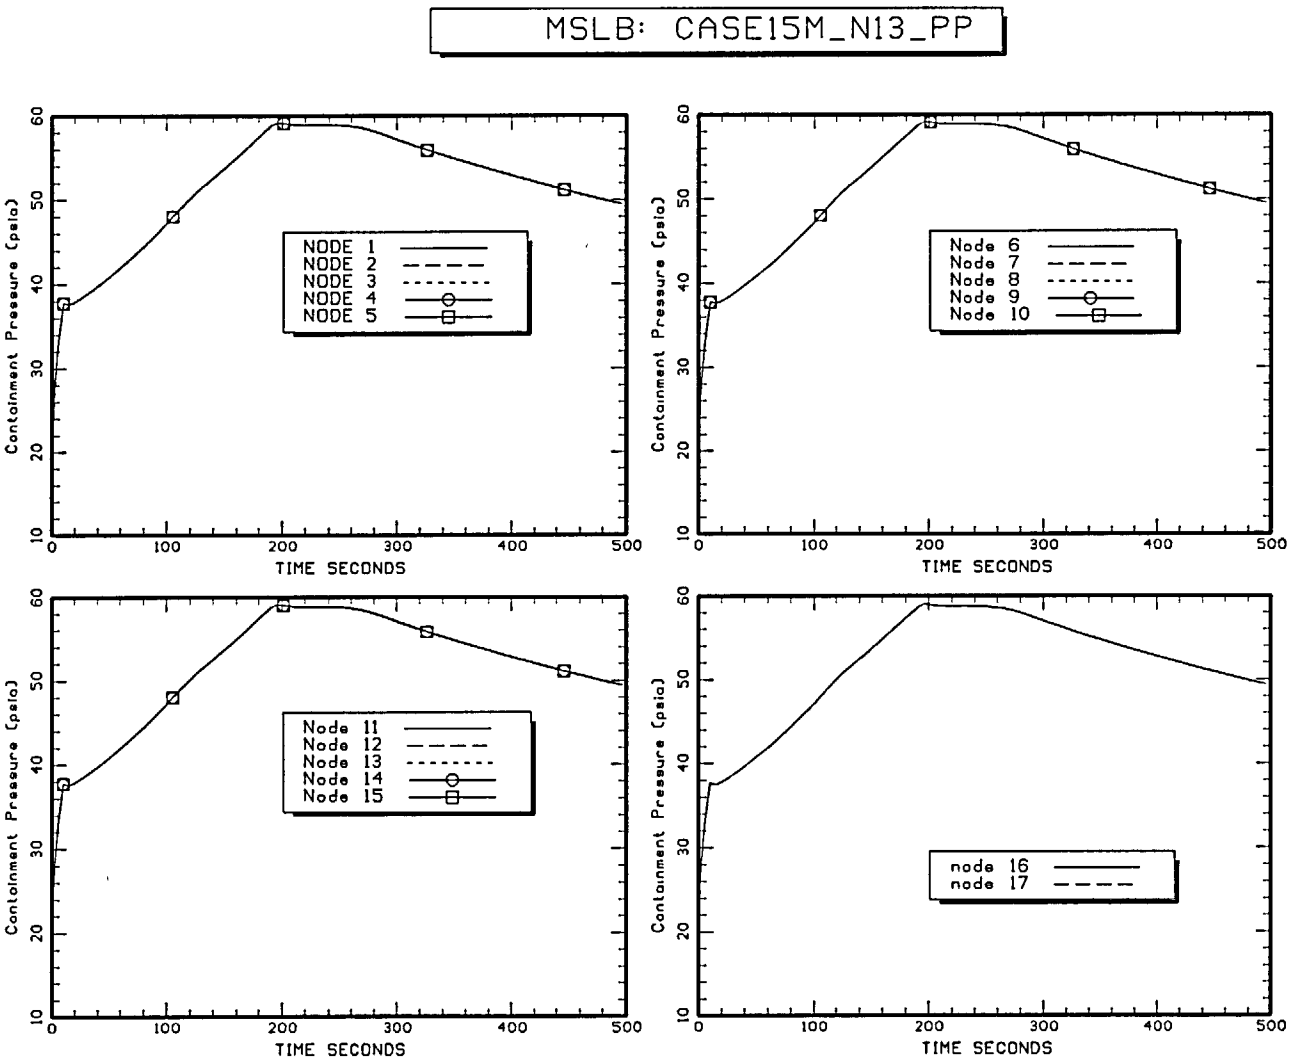 MSLB: CASE15M_N13_PP
60
50
40
30
20
10
Containment Pressure (psia)
NODE 1
NODE 2
NODE 3
NODE 4
NODE 5
0 100 200 300 400 500
TIME SECONDS
60
50
40
30
20
10
Containment Pressure (psia)
Node 6
Node 7
Node 8
Node 9
Node 10
0 100 200 300 400 500
TIME SECONDS
60
50
40
30
20
10
Containment Pressure (psia)
Node 11
Node 12
Node 13
Node 14
Node 15
0 100 200 300 400 500
TIME SECONDS
60
50
40
30
20
10
Containment Pressure (psia)
node 16
node 17
0 100 200 300 400 500
TIME SECONDS